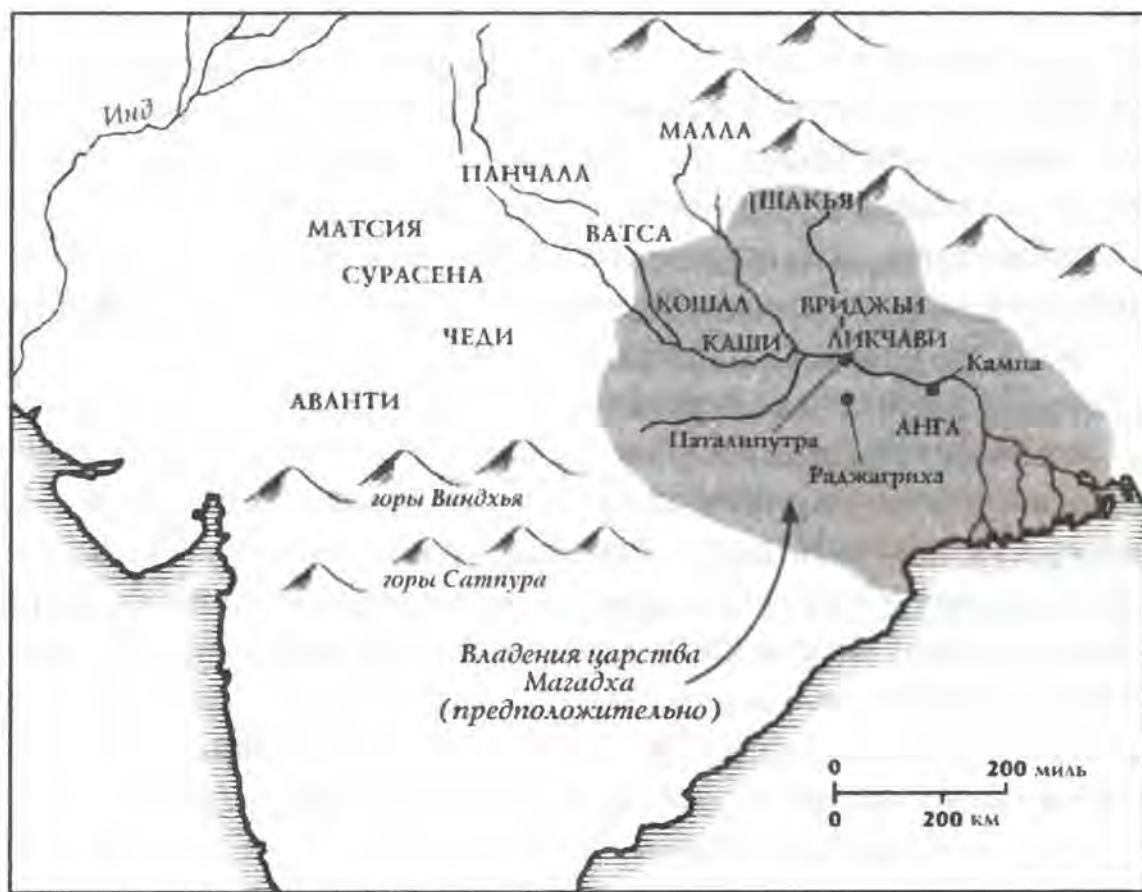 Инд
МАЛЛА
ПАНЧАЛА
[ШАКЬЯ]
МАТСИЯ
ВАТСА
СУРАСЕНА
КОШАЛ
ВРИДЖЫ
ЧЕДИ
КАШИ
ЛИКЧАВИ
Кампа
АВАНТИ
АНГА
Паталипутра
Раджагриха
горы Виндхья
горы Сатпура
Владения царства
Магадха
(предположительно)
0 200 миль
0 200 км